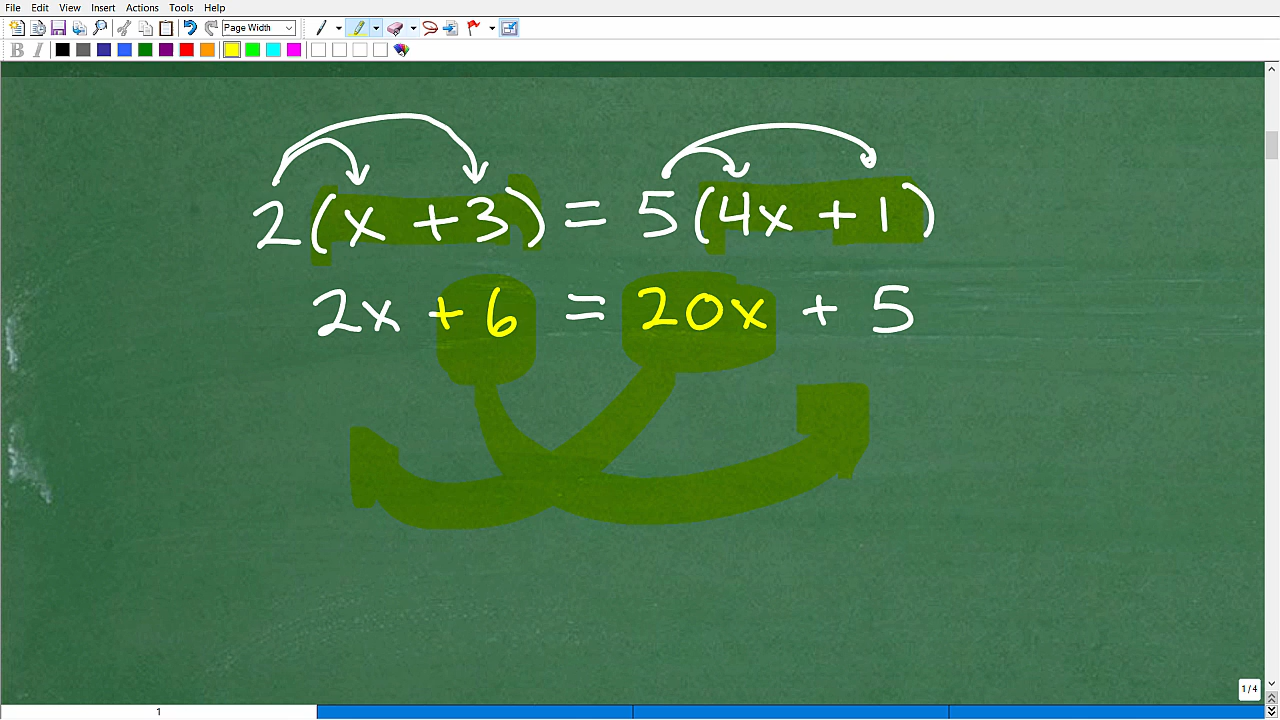 File Edit View Insert Actions Tools Help
Page Width
B I
2(x + 3) = 5(4x + 1)
2x + 6 = 20x + 5
1/4
1